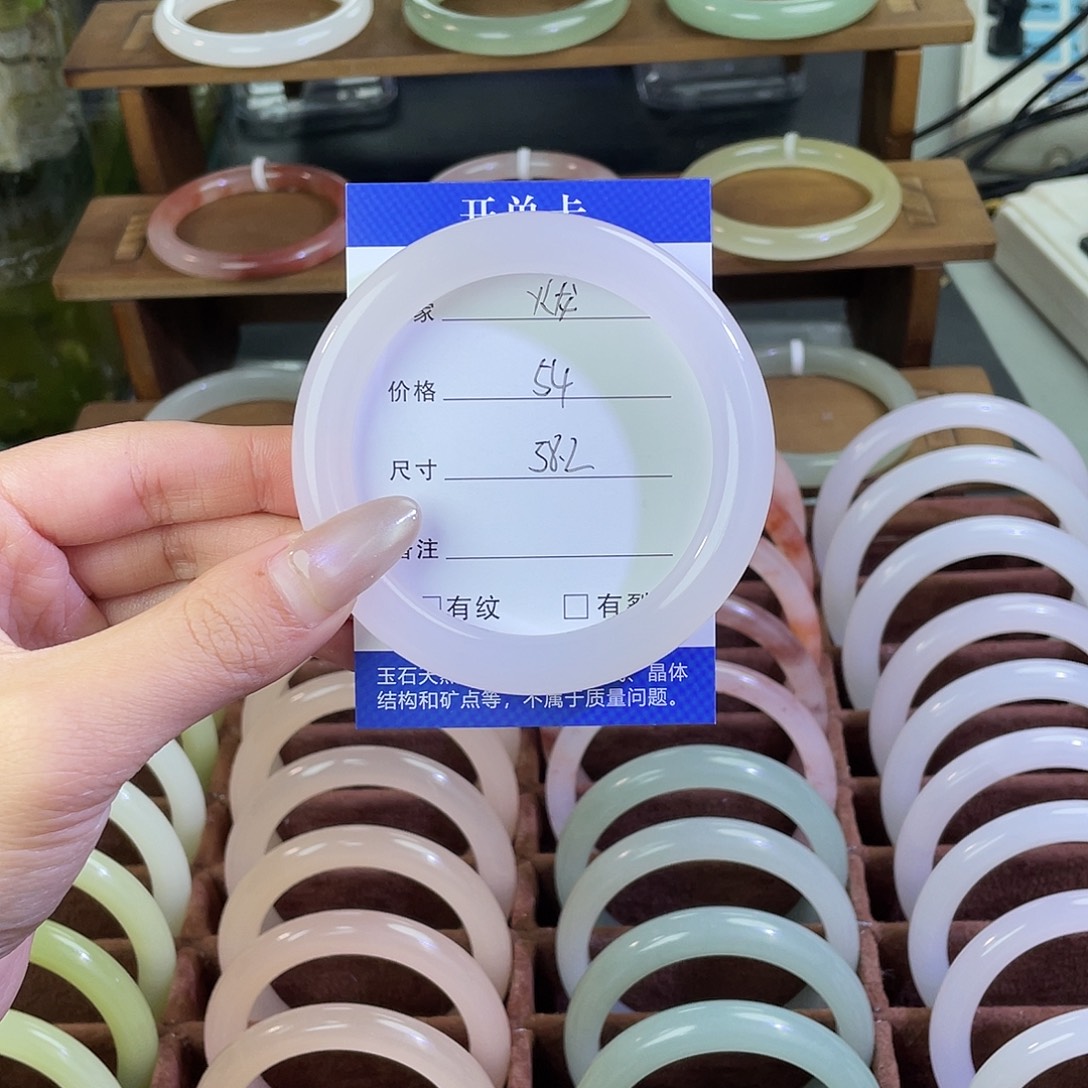 开单卡
家
价格 54
尺寸 58.2
备注
□有纹 □有裂
玉石天然 晶体
结构和矿点等，不属于质量问题。